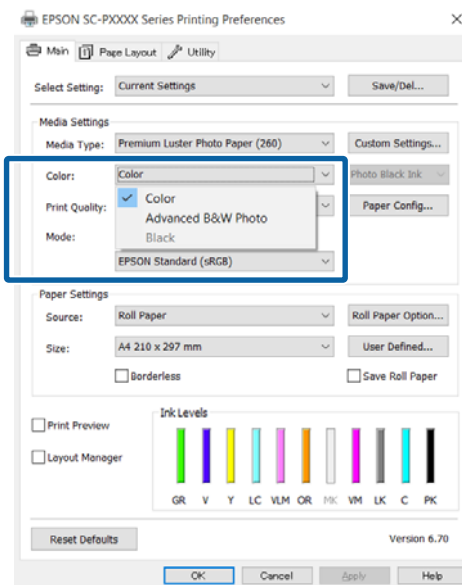 EPSON SC-PXXXX Series Printing Preferences
Main Page Layout Utility
Select Setting: Current Settings Save/Del...
Media Settings
Media Type: Premium Luster Photo Paper (260) Custom Settings...
Color: Color Photo Black Ink
Color
Print Quality: Paper Config...
Advanced B&W Photo
Mode: Black
EPSON Standard (sRGB)
Paper Settings
Source: Roll Paper Roll Paper Option...
Size: A4 210 x 297 mm User Defined...
Borderless Save Roll Paper
Print Preview
Ink Levels
Layout Manager
GR V Y LC VLM OR MK VM LK C PK
Reset Defaults Version 6.70
OK Cancel Apply Help